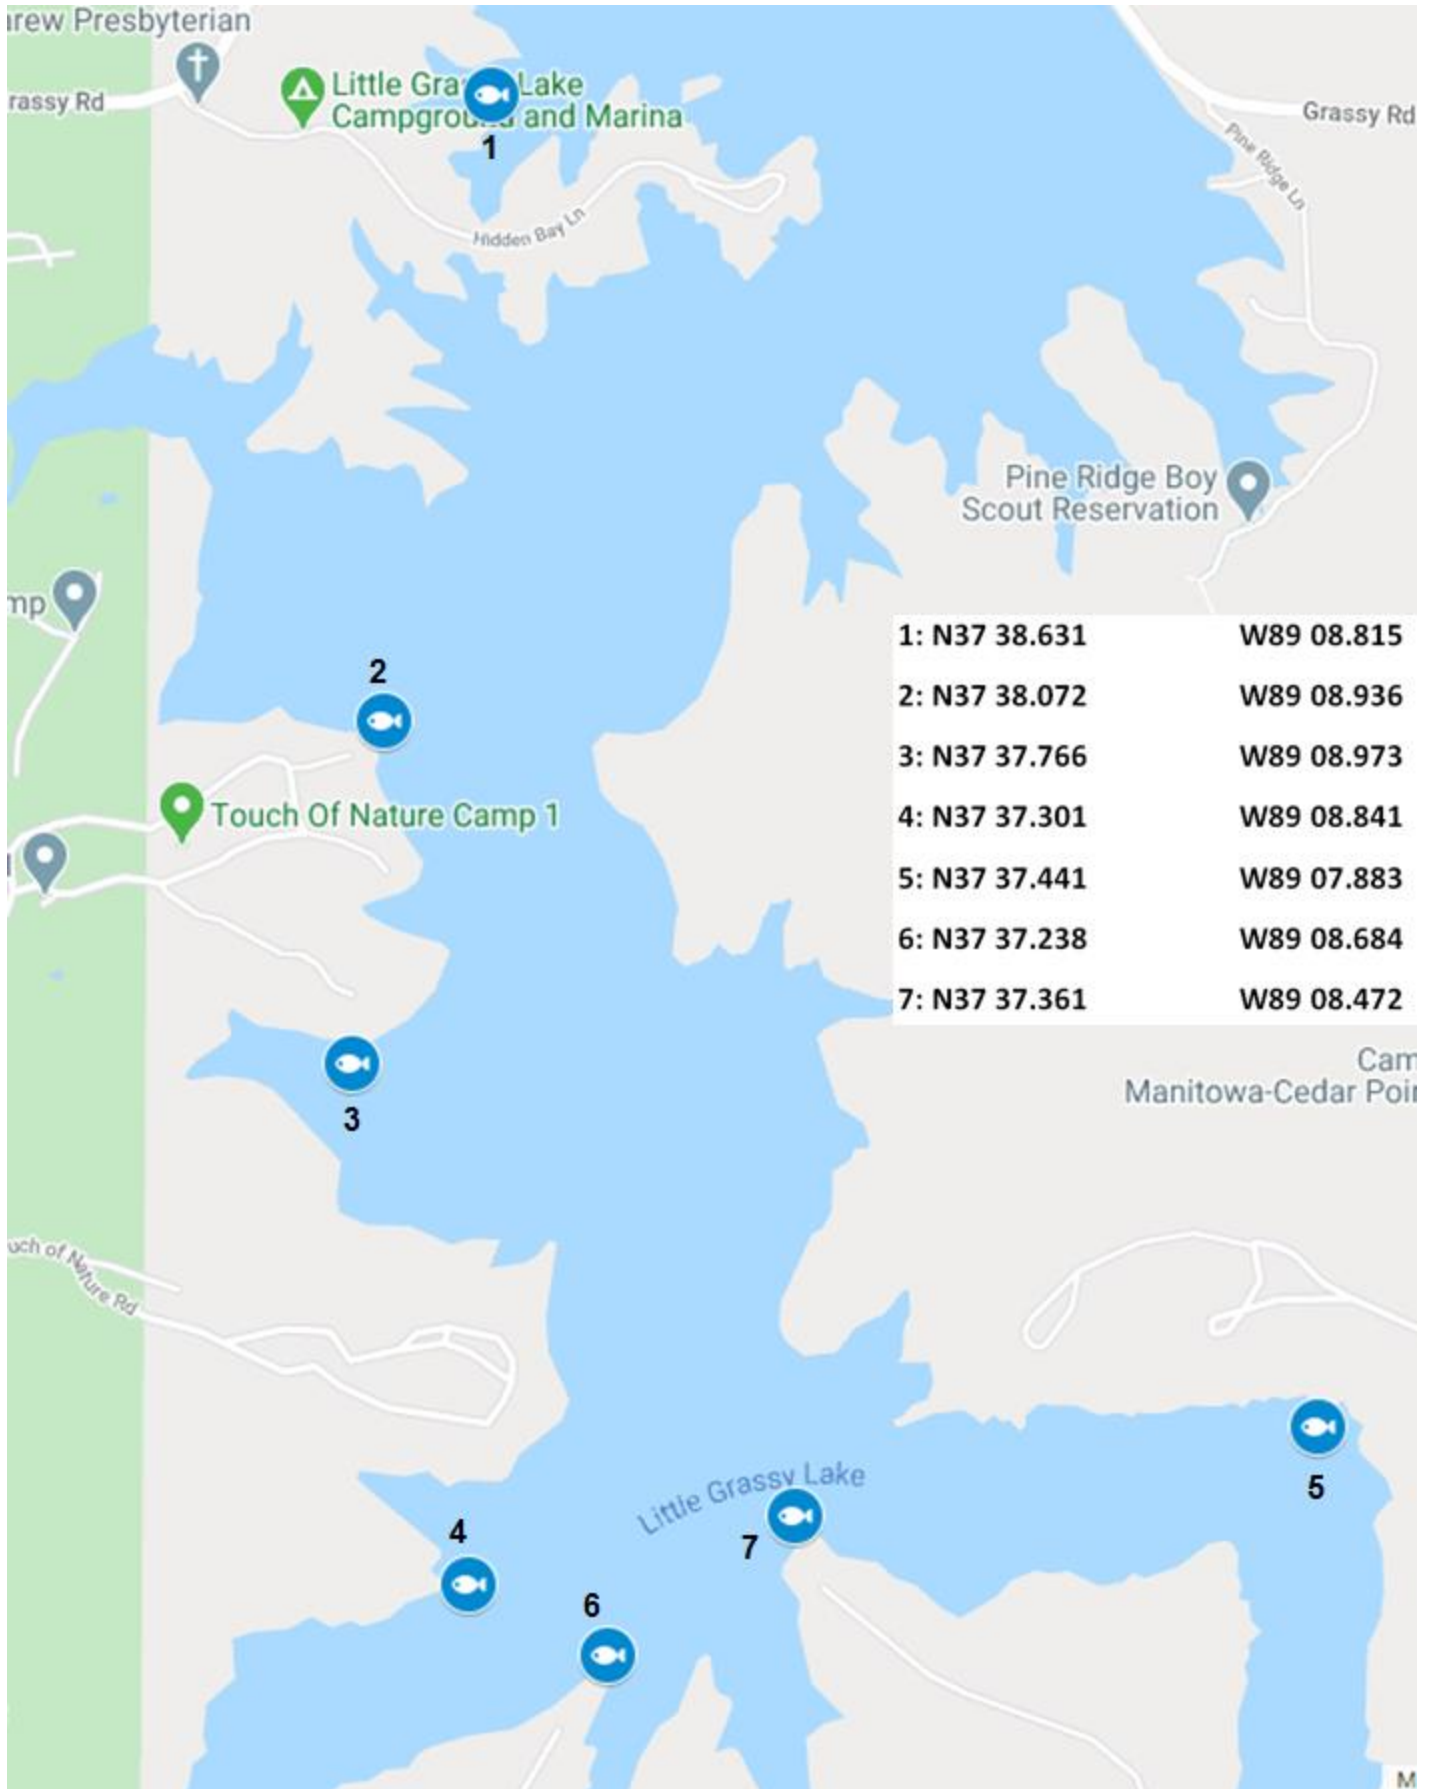 rew Presbyterian
rassy Rd
Little Gra Lake
Campground and Marina
1
Hidden Bay Ln
Grassy Rd
Pine Ridge Ln
Pine Ridge Boy
Scout Reservation
mp
2
Touch Of Nature Camp 1
1: N37 38.631 W89 08.815
2: N37 38.072 W89 08.936
3: N37 37.766 W89 08.973
4: N37 37.301 W89 08.841
5: N37 37.441 W89 07.883
6: N37 37.238 W89 08.684
7: N37 37.361 W89 08.472
Cam
Manitowa-Cedar Poi
3
uch of Nature Rd
Little Grassy Lake
5
7
4
6
M